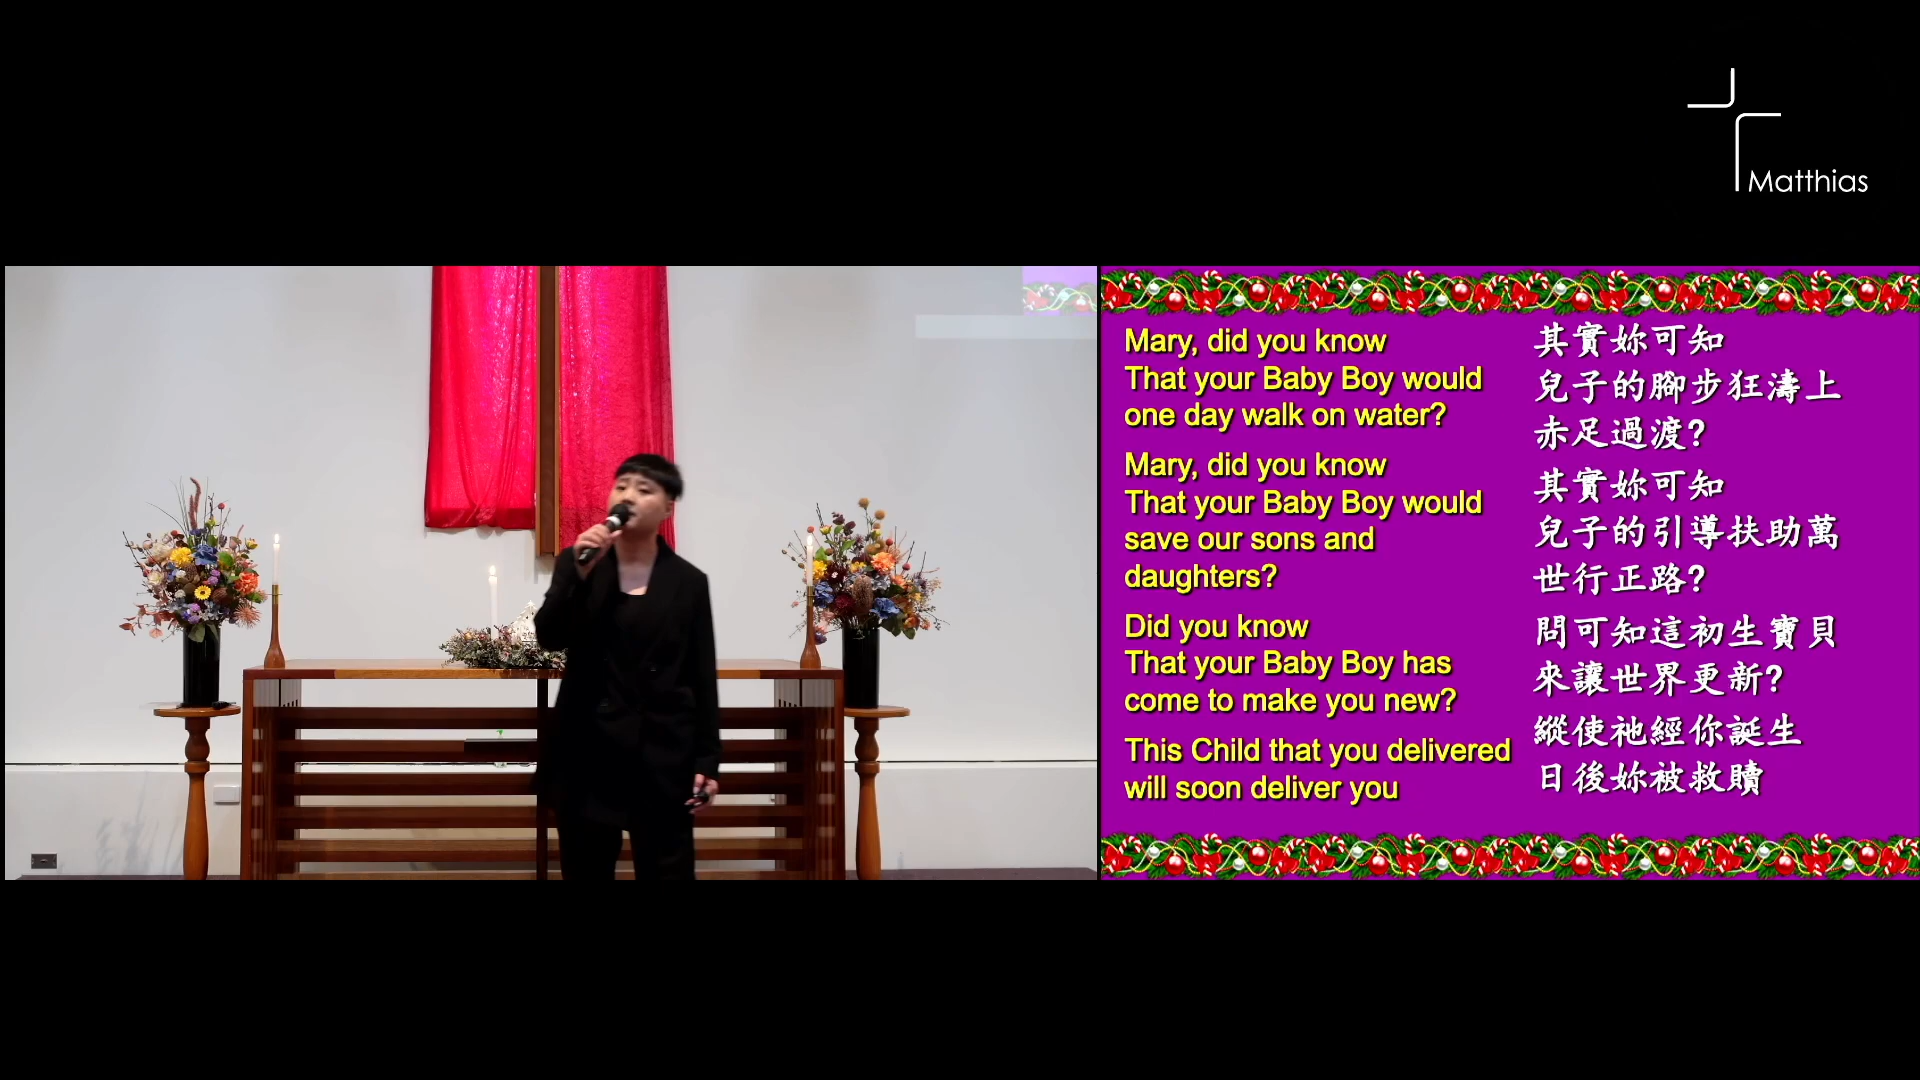 Matthias
Mary, did you know
That your Baby Boy would
one day walk on water?
Mary, did you know
That your Baby Boy would
save our sons and
daughters?
Did you know
That your Baby Boy has
come to make you new?
This Child that you delivered
will soon deliver you
其實妳可知
兒子的腳步狂濤上
赤足過渡?
其實妳可知
兒子的引導扶助萬
世行正路?
問可知這初生寶貝
來讓世界更新?
縱使祂經你誕生
日後妳被救贖